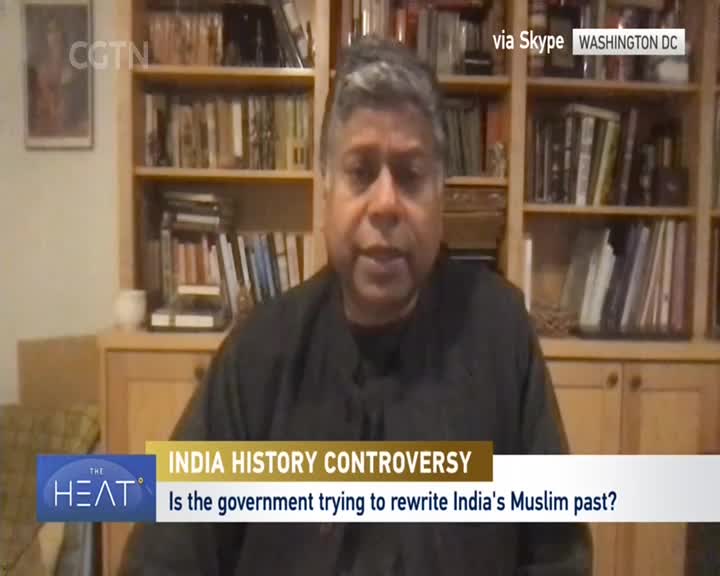 CGTN
via Skype
WASHINGTON DC
INDIA HISTORY CONTROVERSY
THE
HEAT
Is the government trying to rewrite India's Muslim past?